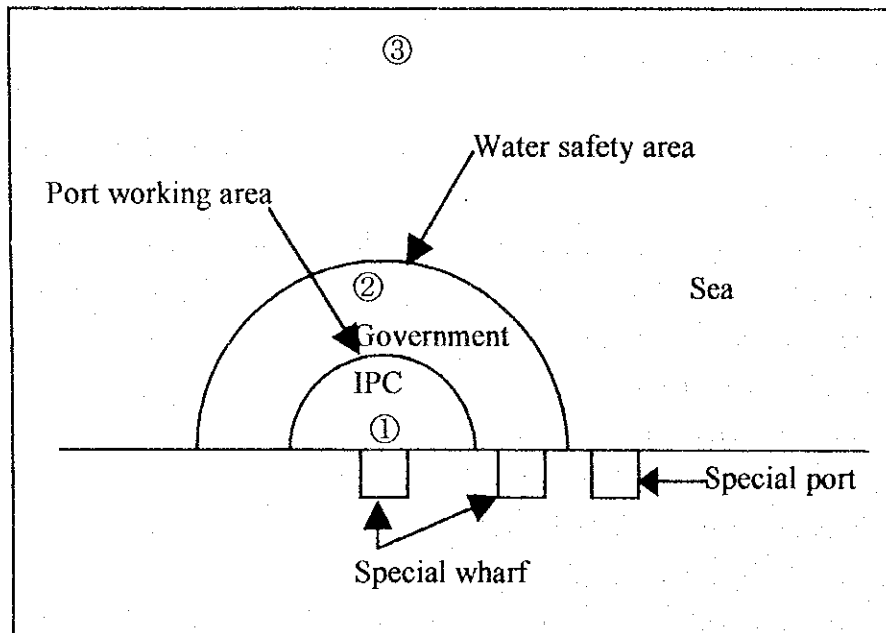 ③
Water safety area
Port working area
②
Sea
Government
IPC
①
Special port
Special wharf